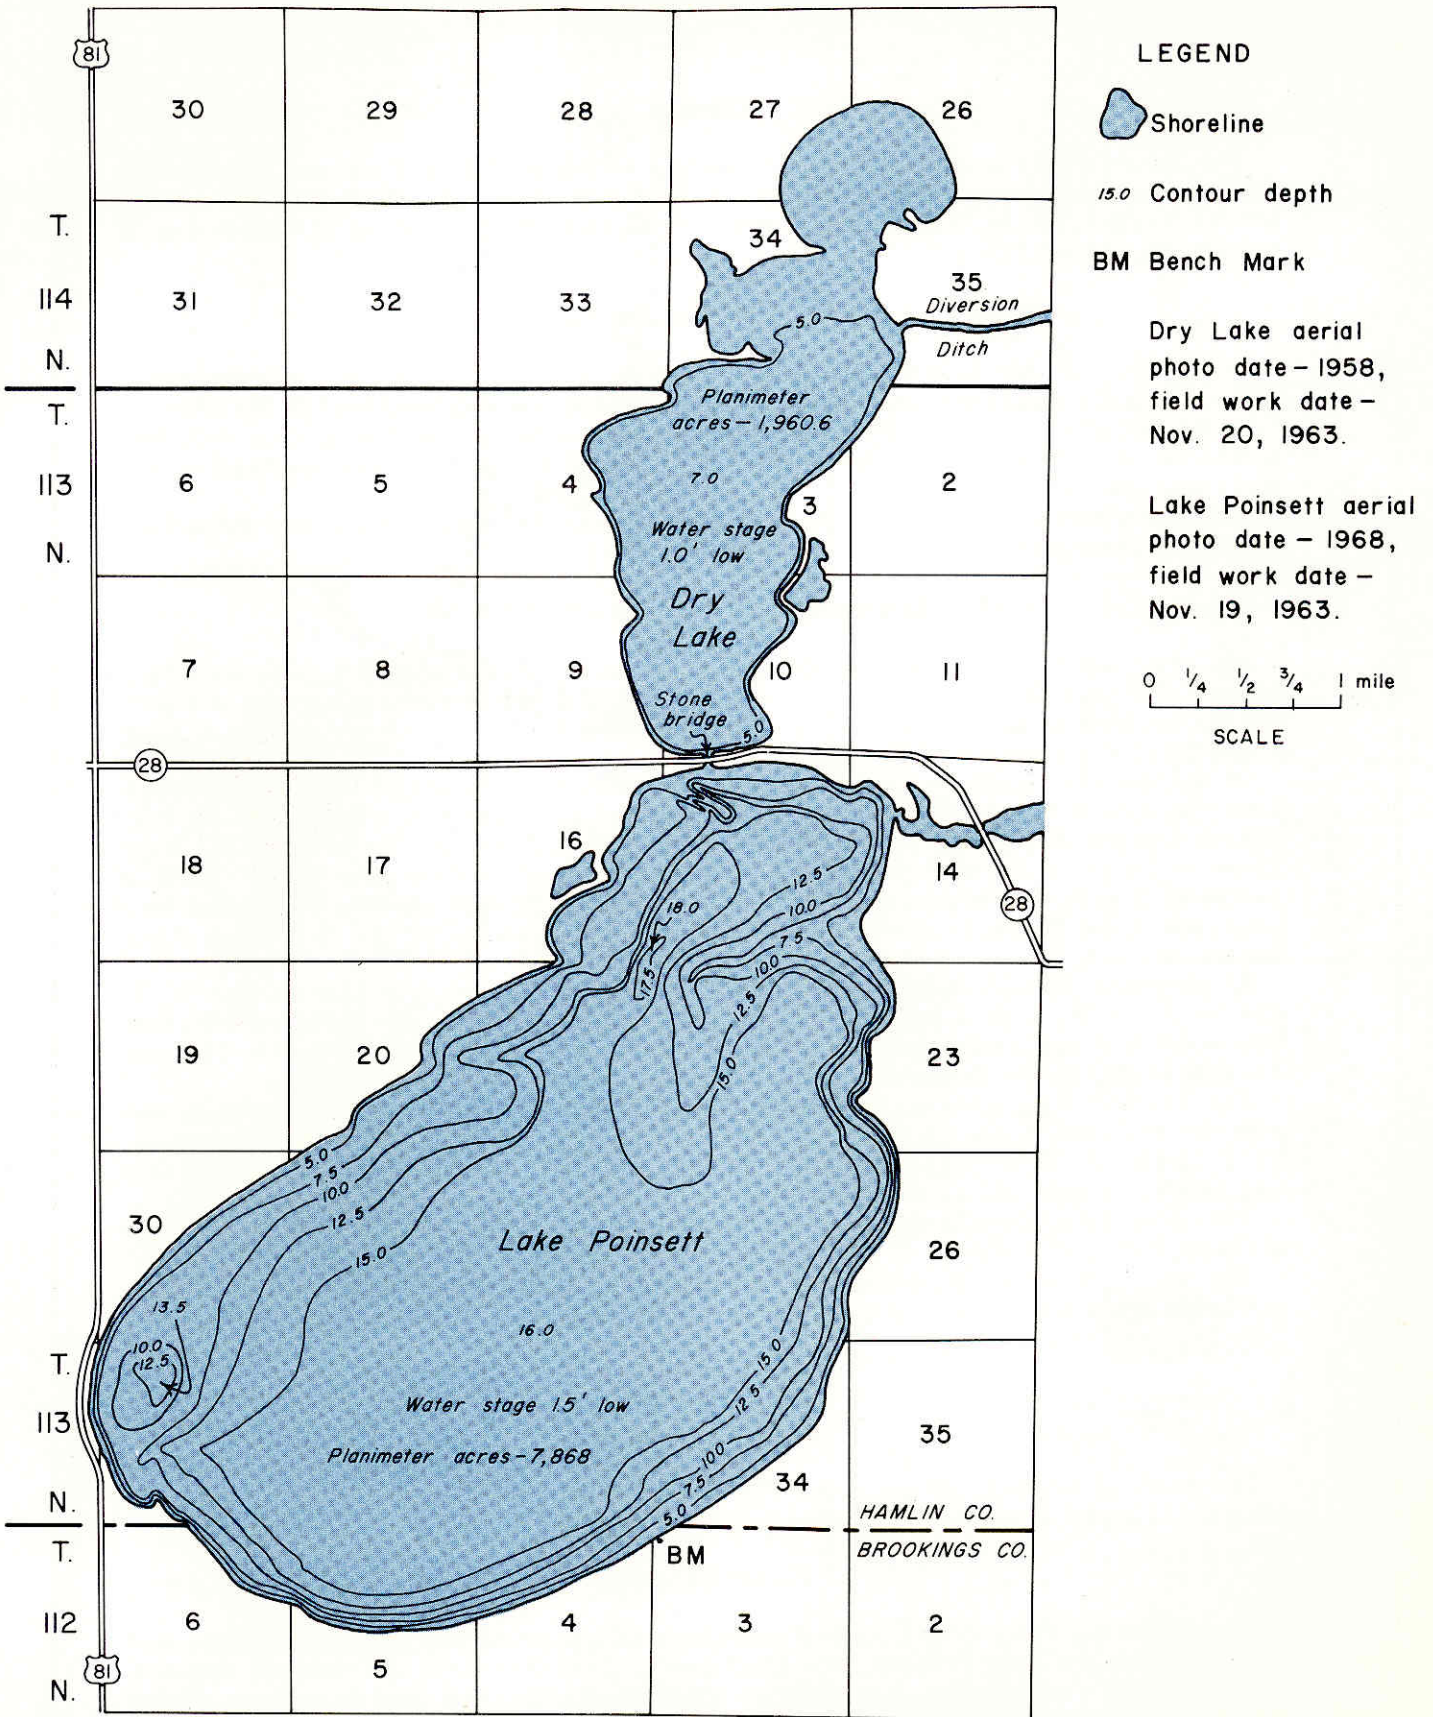 81
30
29
28
27
26
T.
34
114
31
32
33
35
Diversion
Ditch
5.0
N.
T.
Planimeter
acres—1,960.6
113
6
5
4
7.0
3
2
N.
Water stage
1.0' low
Dry
Lake
7
8
9
10
11
Stone
bridge
5.0
28
16
18
17
14
12.5
18.0
10.0
28
7.5
10.0
17.5
12.5
19
20
23
15.0
5.0
7.5
10.0
12.5
15.0
30
Lake Poinsett
26
13.5
16.0
T.
10.0
12.5
15.0
12.5
Water stage 1.5' low
113
35
Planimeter acres-7,868
10.0
7.5
34
5.0
N.
HAMLIN CO.
T.
BM
BROOKINGS CO.
112
6
4
3
2
5
81
N.
LEGEND
Shoreline
15.0 Contour depth
BM Bench Mark
Dry Lake aerial
photo date – 1958,
field work date –
Nov. 20, 1963.
Lake Poinsett aerial
photo date – 1968,
field work date –
Nov. 19, 1963.
0 1/4 1/2 3/4 1 mile
SCALE